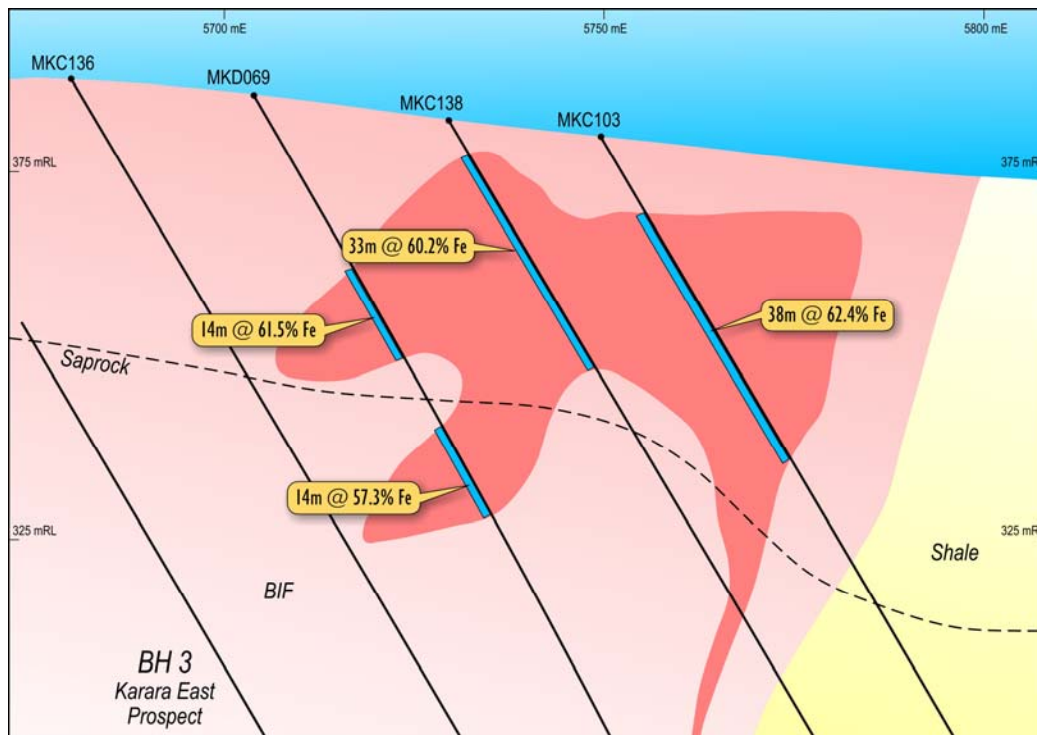 5700 mE
5750 mE
5800 mE
MKC136
MKD069
MKC138
MKC103
375 mRL
375 mRL
33m @ 60.2% Fe
14m @ 61.5% Fe
38m @ 62.4% Fe
Saprock
14m @ 57.3% Fe
325 mRL
325 mRL
Shale
BIF
BH 3
Karara East
Prospect